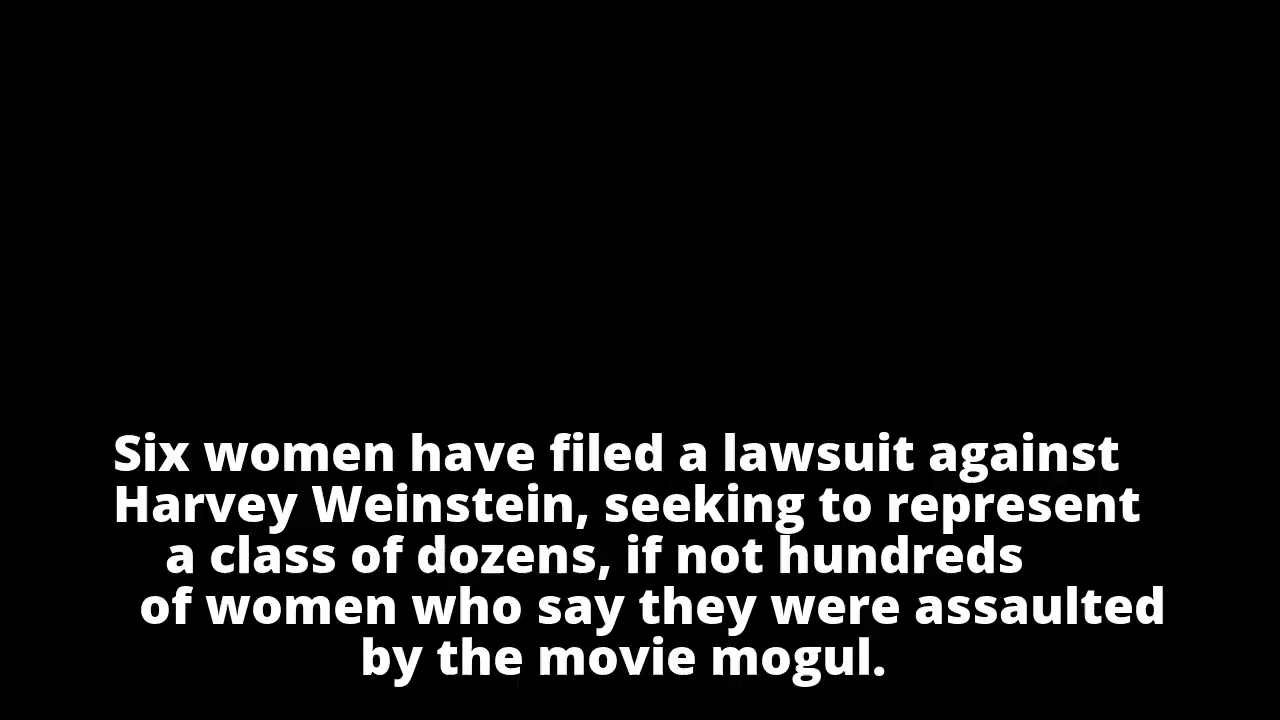 Six women have filed a lawsuit against
Harvey Weinstein, seeking to represent
a class of dozens, if not hundreds
of women who say they were assaulted
by the movie mogul.